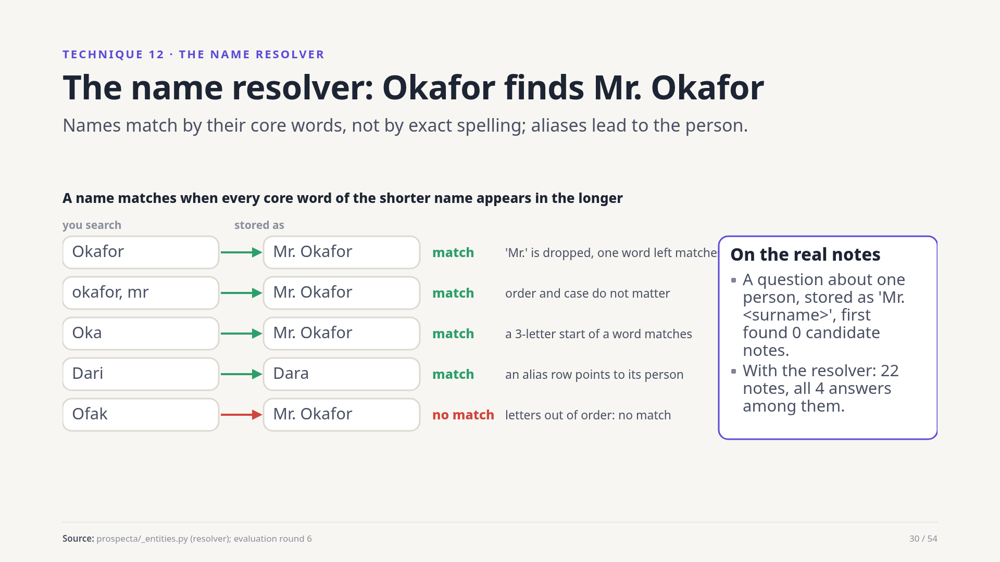 TECHNIQUE 12 · THE NAME RESOLVER
The name resolver: Okafor finds Mr. Okafor
Names match by their core words, not by exact spelling; aliases lead to the person.
A name matches when every core word of the shorter name appears in the longer
you search stored as
Okafor Mr. Okafor match 'Mr.' is dropped, one word left matches
okafor, mr Mr. Okafor match order and case do not matter
Oka Mr. Okafor match a 3-letter start of a word matches
Dari Dara match an alias row points to its person
Ofak Mr. Okafor no match letters out of order: no match
On the real notes
A question about one
person, stored as 'Mr.
<surname>', first
found 0 candidate
notes.
With the resolver: 22
notes, all 4 answers
among them.
Source: prospecta/_entities.py (resolver); evaluation round 6
30 / 54